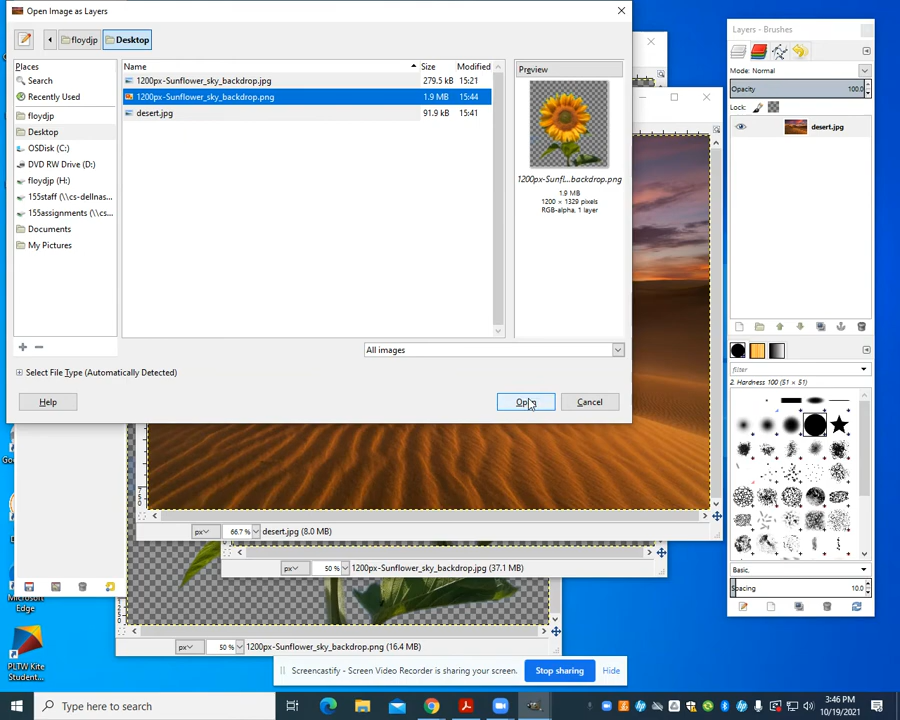 Open Image as Layers
floydjp
Desktop
Places
Search
Recently Used
floydjp
Desktop
OSDisk (C:)
DVD RW Drive (D:)
floydjp (H:)
155staff (\\cs-dellnas...
155assignments (\\cs...
Documents
My Pictures
Name Size Modified
1200px-Sunflower_sky_backdrop.jpg 279.5 kB 15:21
1200px-Sunflower_sky_backdrop.png 1.9 MB 15:44
desert.jpg 91.9 kB 15:41
Preview
1200px-Sunfl...backdrop.png
1.9 MB
1200 × 1329 pixels
RGB-alpha, 1 layer
All images
Select File Type (Automatically Detected)
Help
Open
Cancel
Layers - Brushes
Mode: Normal
Opacity 100.0
Lock:
desert.jpg
filter
2. Hardness 100 (51 × 51)
Basic,
Spacing 10.0
px 66.7 % desert.jpg (8.0 MB)
px 50 % 1200px-Sunflower_sky_backdrop.jpg (37.1 MB)
px 50 % 1200px-Sunflower_sky_backdrop.png (16.4 MB)
Microsoft
Edge
PLTW Kite
Student...
Screencastify - Screen Video Recorder is sharing your screen.
Stop sharing
Hide
Type here to search
3:46 PM
10/19/2021